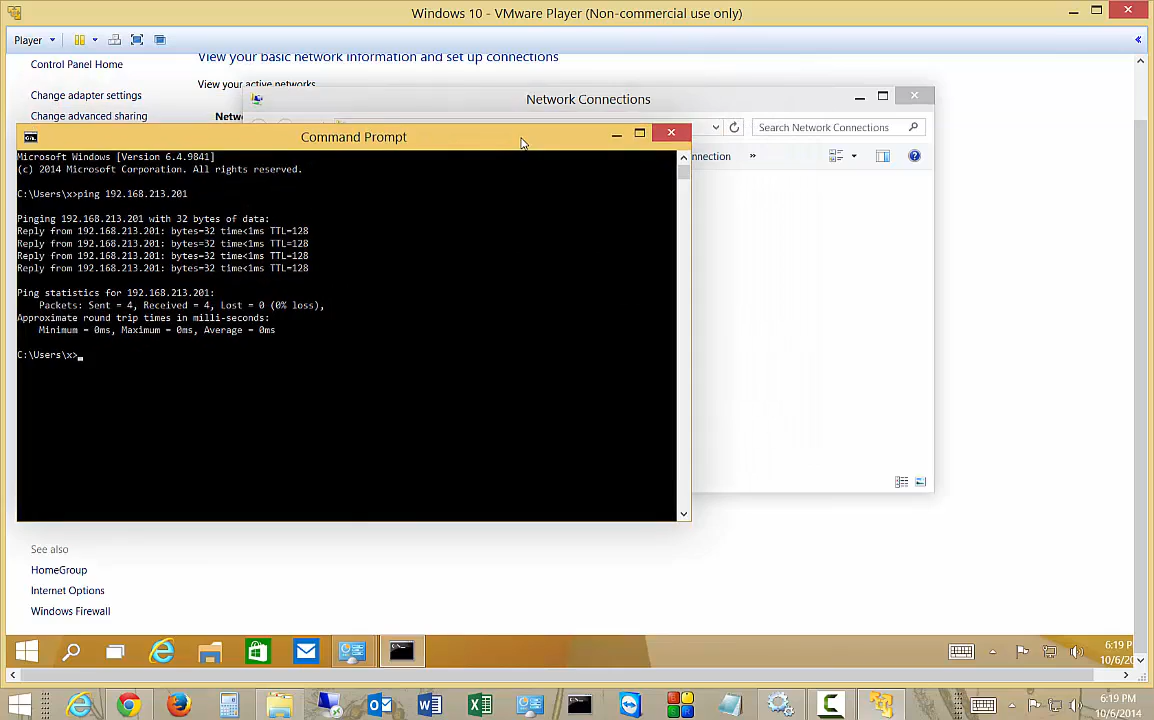 Windows 10 - VMware Player (Non-commercial use only)
Player
Control Panel Home
View your basic network information and set up connections
View your active networks
Change adapter settings
Change advanced sharing
Network Connections
Search Network Connections
Command Prompt
Microsoft Windows [Version 6.4.9841]
(c) 2014 Microsoft Corporation. All rights reserved.
C:\Users\x>ping 192.168.213.201
Pinging 192.168.213.201 with 32 bytes of data:
Reply from 192.168.213.201: bytes=32 time<1ms TTL=128
Reply from 192.168.213.201: bytes=32 time<1ms TTL=128
Reply from 192.168.213.201: bytes=32 time<1ms TTL=128
Reply from 192.168.213.201: bytes=32 time<1ms TTL=128
Ping statistics for 192.168.213.201:
Packets: Sent = 4, Received = 4, Lost = 0 (0% loss),
Approximate round trip times in milli-seconds:
Minimum = 0ms, Maximum = 0ms, Average = 0ms
C:\Users\x>
See also
HomeGroup
Internet Options
Windows Firewall
6:19 P
10/6/20
6:19 PM
10/6/2014